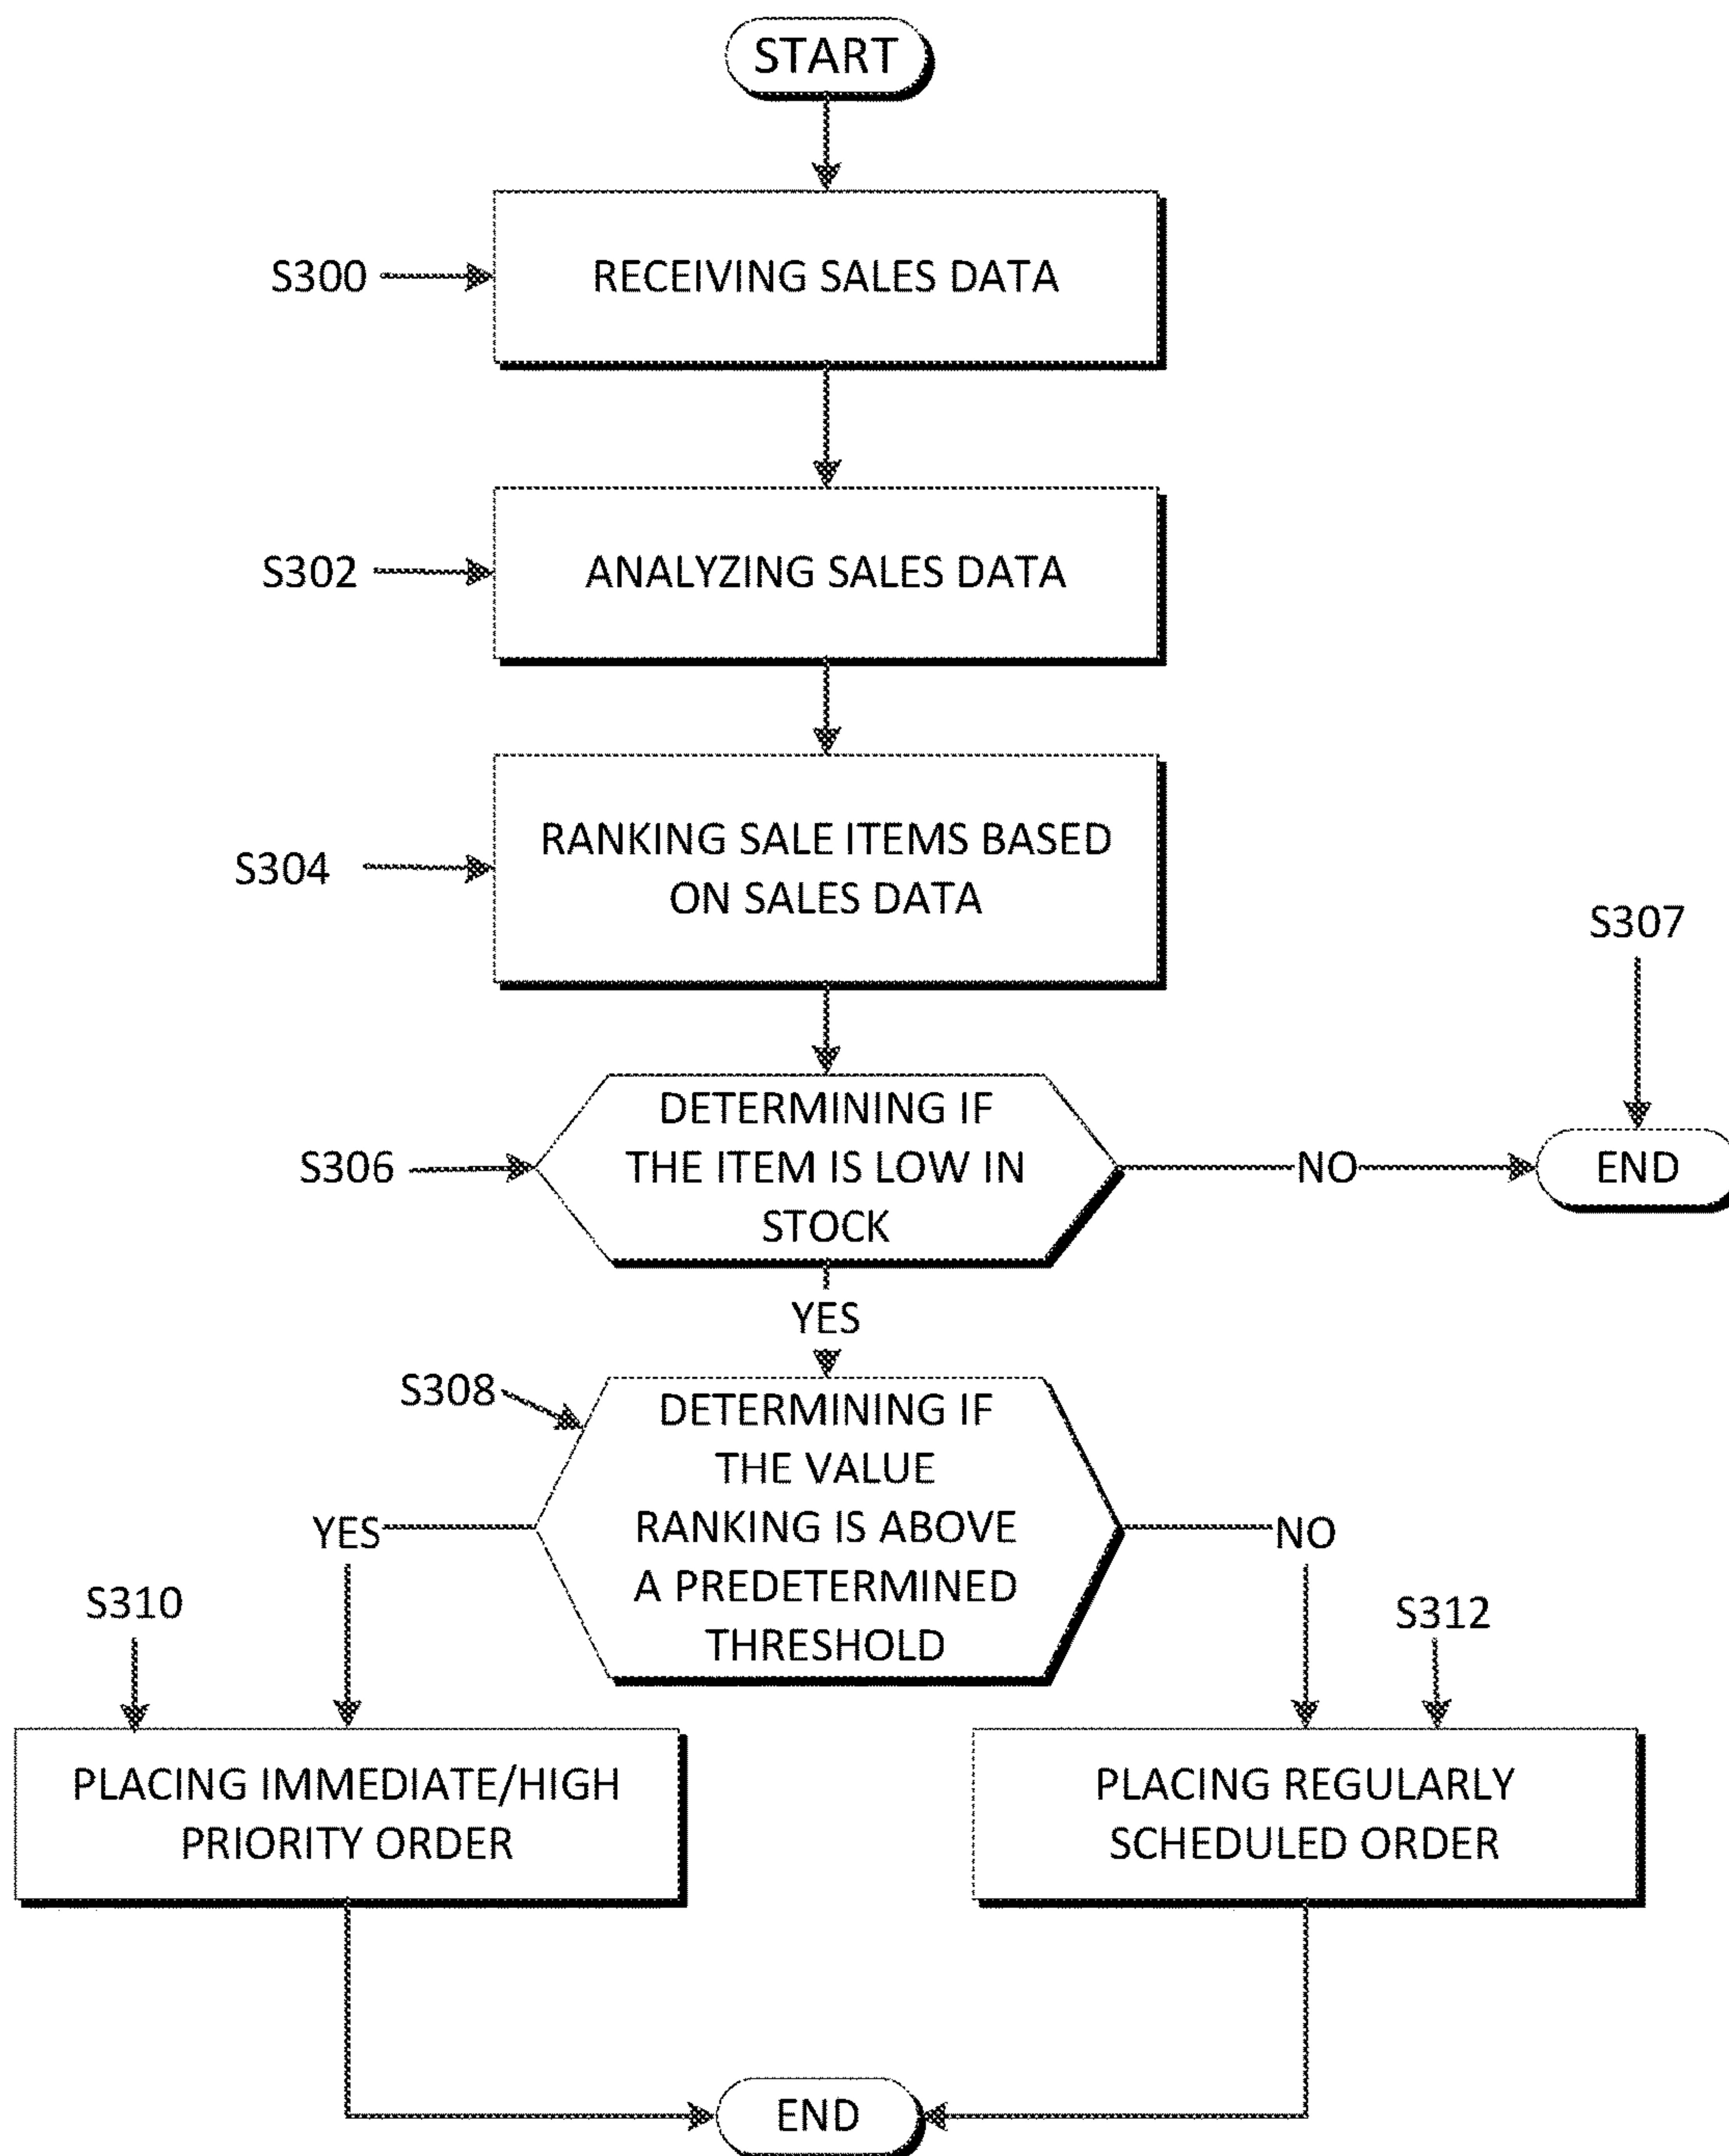 START
S300
RECEIVING SALES DATA
S302
ANALYZING SALES DATA
S304
RANKING SALE ITEMS BASED
ON SALES DATA
S307
S306
DETERMINING IF
THE ITEM IS LOW IN
STOCK
NO
END
YES
S308
DETERMINING IF
THE VALUE
RANKING IS ABOVE
A PREDETERMINED
THRESHOLD
YES
NO
S310
S312
PLACING IMMEDIATE/HIGH
PRIORITY ORDER
PLACING REGULARLY
SCHEDULED ORDER
END